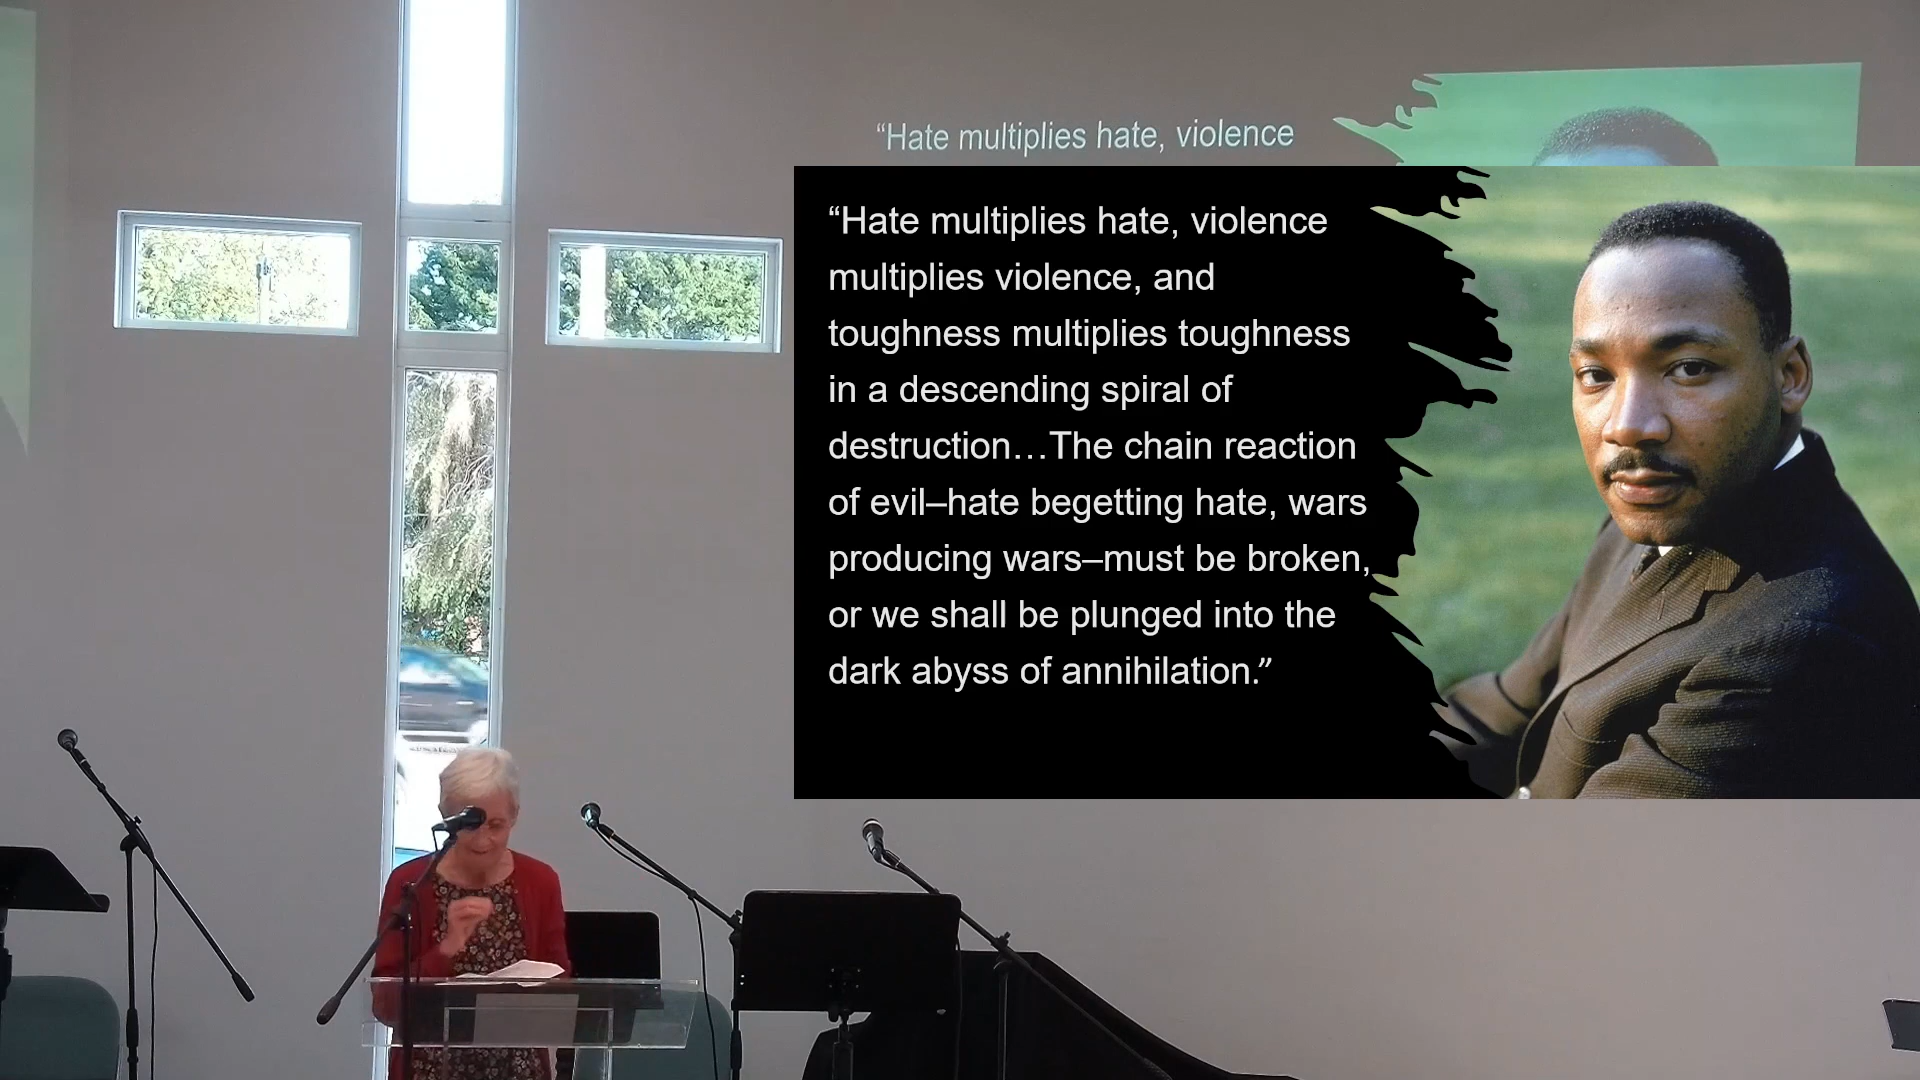 “Hate multiplies hate, violence
“Hate multiplies hate, violence
multiplies violence, and
toughness multiplies toughness
in a descending spiral of
destruction…The chain reaction
of evil–hate begetting hate, wars
producing wars–must be broken,
or we shall be plunged into the
dark abyss of annihilation.”